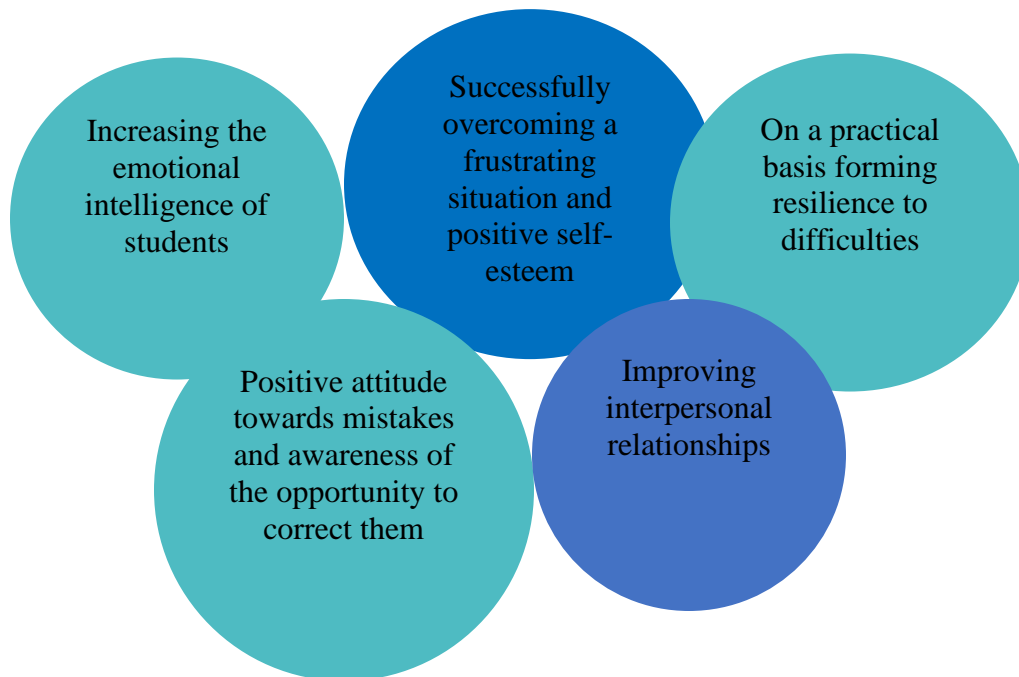 Increasing the
emotional
intelligence of
students
Successfully
overcoming a
frustrating
situation and
positive self-
esteem
On a practical
basis forming
resilience to
difficulties
Positive attitude
towards mistakes
and awareness of
the opportunity to
correct them
Improving
interpersonal
relationships